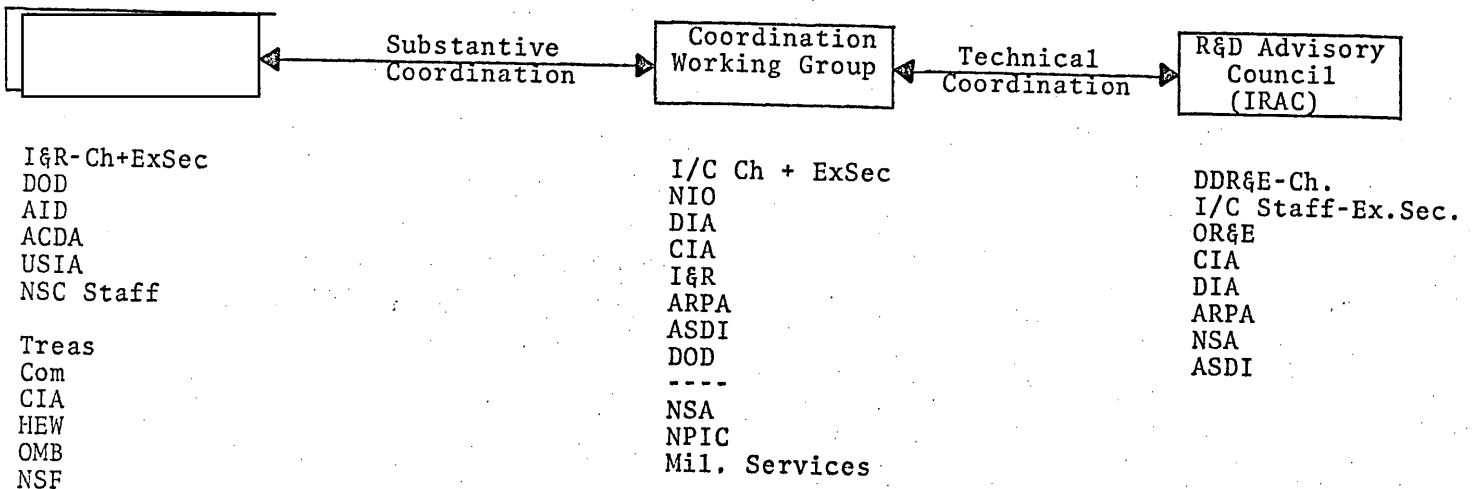 Substantive
Coordination
Coordination
Working Group
Technical
Coordination
R&D Advisory
Council
(IRAC)
I&R-Ch+ExSec
DOD
AID
ACDA
USIA
NSC Staff
Treas
Com
CIA
HEW
OMB
NSF
I/C Ch + ExSec
NIO
DIA
CIA
I&R
ARPA
ASDI
DOD
----
NSA
NPIC
Mil. Services
DDR&E-Ch.
I/C Staff-Ex.Sec.
OR&E
CIA
DIA
ARPA
NSA
ASDI